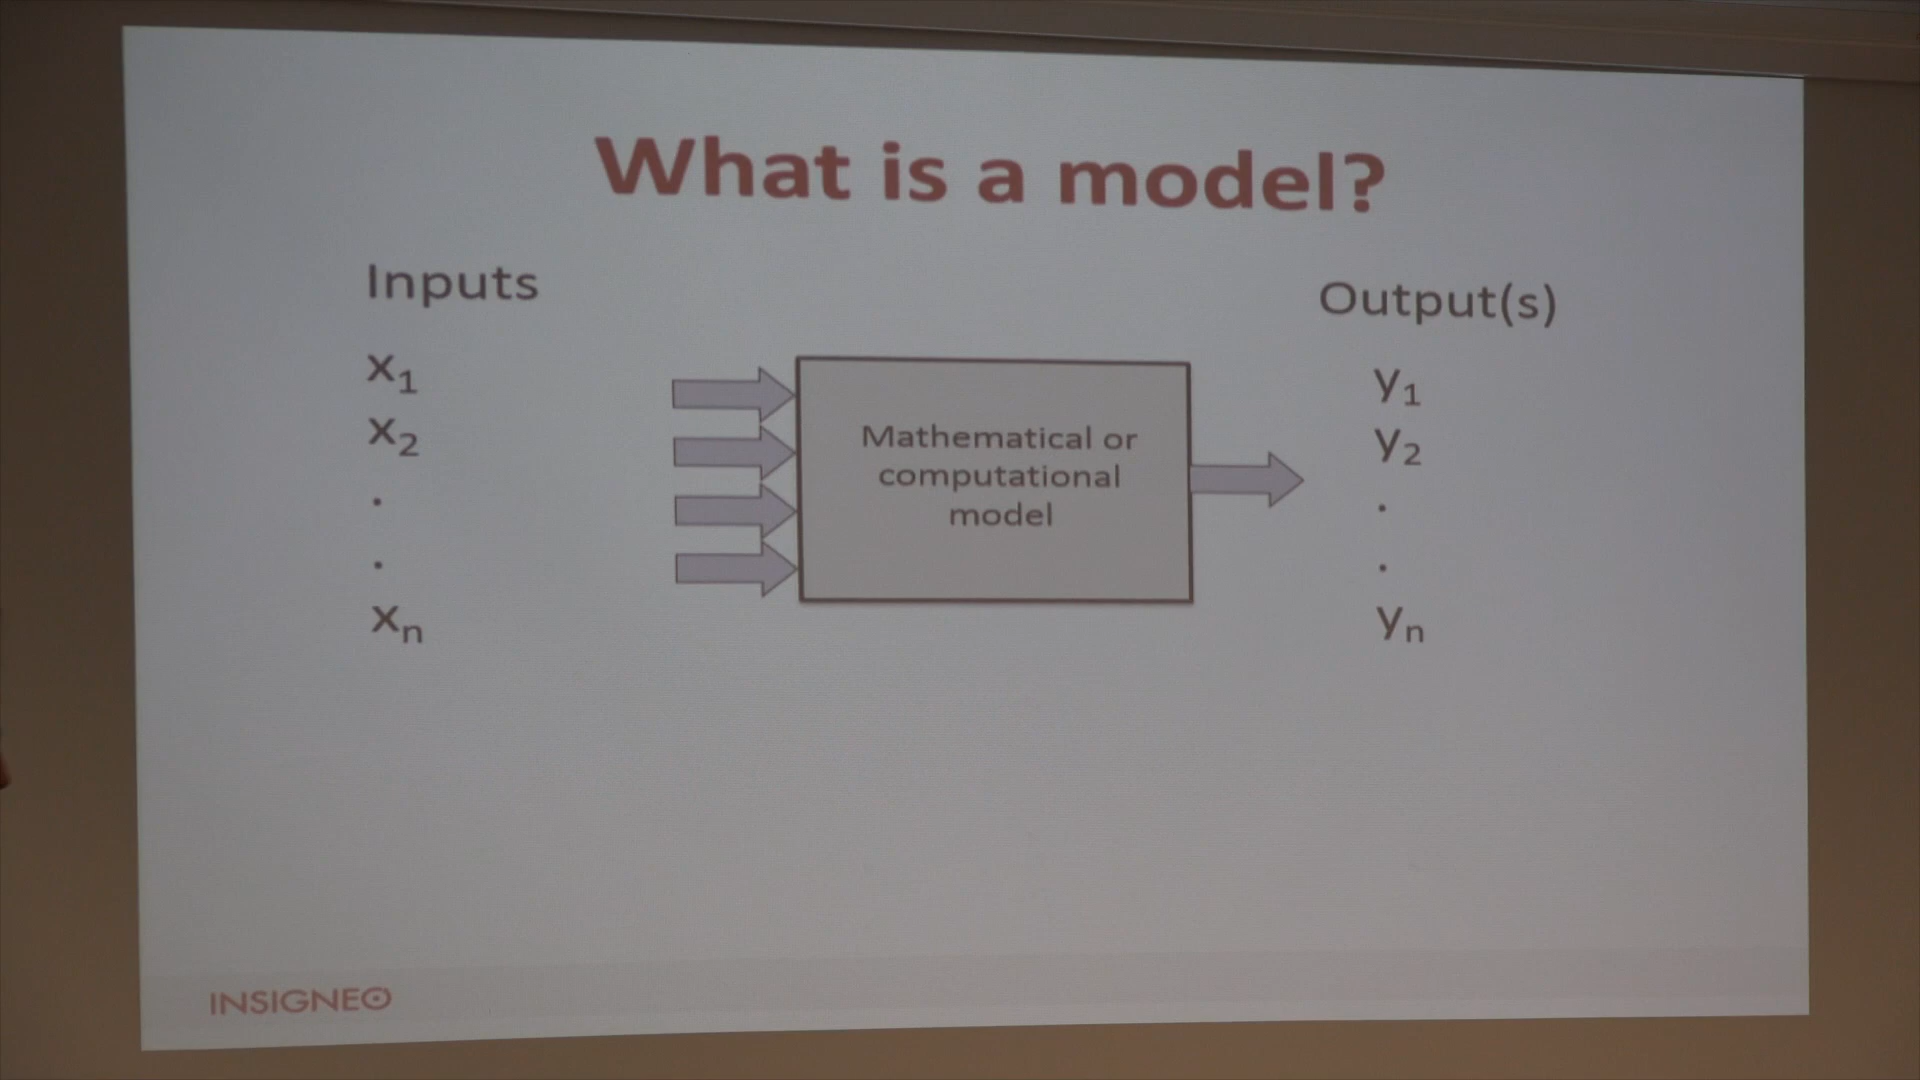 What is a model?
Inputs
x1
x2
.
.
xn
Mathematical or
computational
model
Output(s)
y1
y2
.
.
yn
INSIGNEO